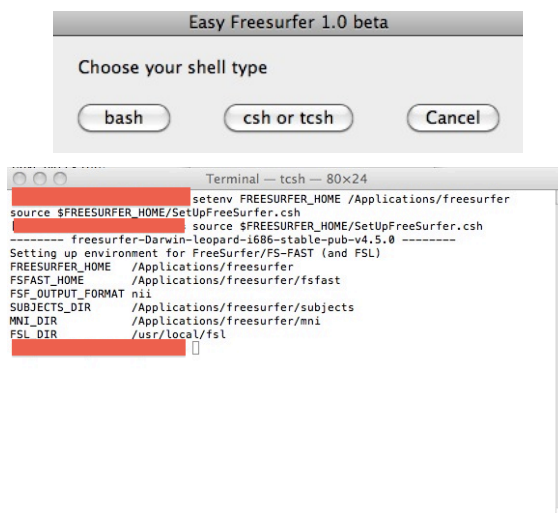 Easy Freesurfer 1.0 beta
Choose your shell type
bash csh or tcsh Cancel
Terminal — tcsh — 80×24
setenv FREESURFER_HOME /Applications/freesurfer
source $FREESURFER_HOME/SetUpFreeSurfer.csh
[ source $FREESURFER_HOME/SetUpFreeSurfer.csh
-------- freesurfer-Darwin-leopard-i686-stable-pub-v4.5.0 --------
Setting up environment for FreeSurfer/FS-FAST (and FSL)
FREESURFER_HOME /Applications/freesurfer
FSFAST_HOME /Applications/freesurfer/fsfast
FSF_OUTPUT_FORMAT nii
SUBJECTS_DIR /Applications/freesurfer/subjects
MNI_DIR /Applications/freesurfer/mni
FSL_DIR /usr/local/fsl